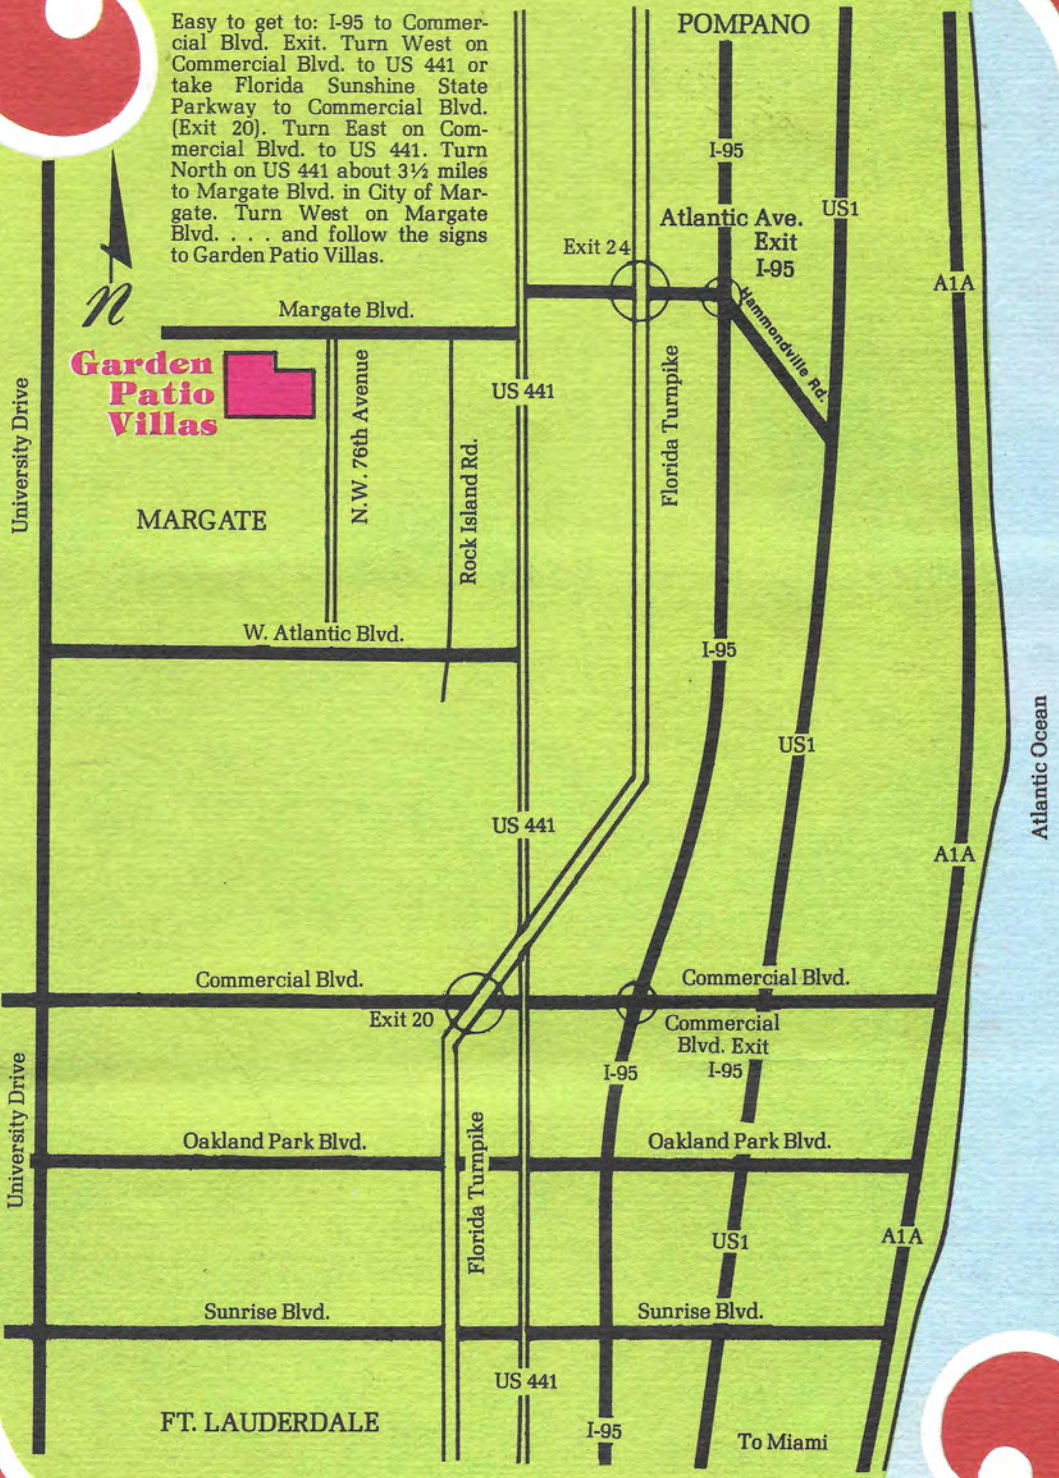 Easy to get to: I-95 to Commer-
cial Blvd. Exit. Turn West on
Commercial Blvd. to US 441 or
take Florida Sunshine State
Parkway to Commercial Blvd.
(Exit 20). Turn East on Com-
mercial Blvd. to US 441. Turn
North on US 441 about 3½ miles
to Margate Blvd. in City of Mar-
gate. Turn West on Margate
Blvd. . . . and follow the signs
to Garden Patio Villas.
POMPANO
I-95
US1
Atlantic Ave.
Exit
I-95
Exit 24
A1A
n
Margate Blvd.
Hammondville Rd.
Garden
Patio
Villas
University Drive
N.W. 76th Avenue
Rock Island Rd.
US 441
Florida Turnpike
MARGATE
W. Atlantic Blvd.
I-95
US1
Atlantic Ocean
US 441
A1A
Commercial Blvd.
Commercial Blvd.
Exit 20
Commercial
Blvd. Exit
I-95
I-95
University Drive
Oakland Park Blvd.
Oakland Park Blvd.
Florida Turnpike
US1
A1A
Sunrise Blvd.
Sunrise Blvd.
US 441
FT. LAUDERDALE
I-95
To Miami